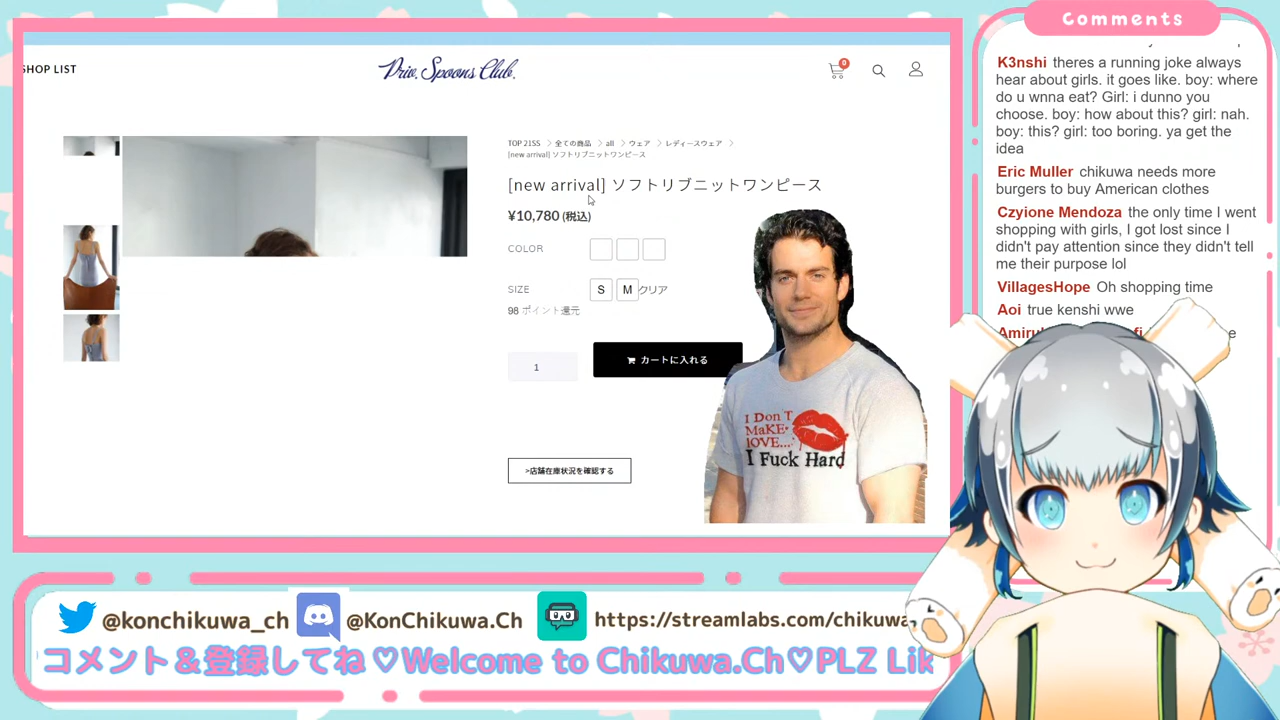 SHOP LIST
Priv. Spoons Club.
0
TOP 21SS > 全ての商品 > all > ウェア > レディースウェア >
[new arrival] ソフトリブニットワンピース
[new arrival] ソフトリブニットワンピース
¥10,780 (税込)
COLOR
SIZE S M クリア
98 ポイント還元
1
カートに入れる
>店舗在庫状況を確認する
I Don T
MaKE
LOVE...
I Fuck Hard
Comments
K3nshi theres a running joke always
hear about girls. it goes like. boy: where
do u wnna eat? Girl: i dunno you
choose. boy: how about this? girl: nah.
boy: this? girl: too boring. ya get the
idea
Eric Muller chikuwa needs more
burgers to buy American clothes
Czyione Mendoza the only time I went
shopping with girls, I got lost since I
didn't pay attention since they didn't tell
me their purpose lol
VillagesHope Oh shopping time
Aoi true kenshi wwe
@konchikuwa_ch
@KonChikuwa.Ch
https://streamlabs.com/chikuwa
コメント&登録してね♡Welcome to Chikuwa.Ch♡PLZ Lik